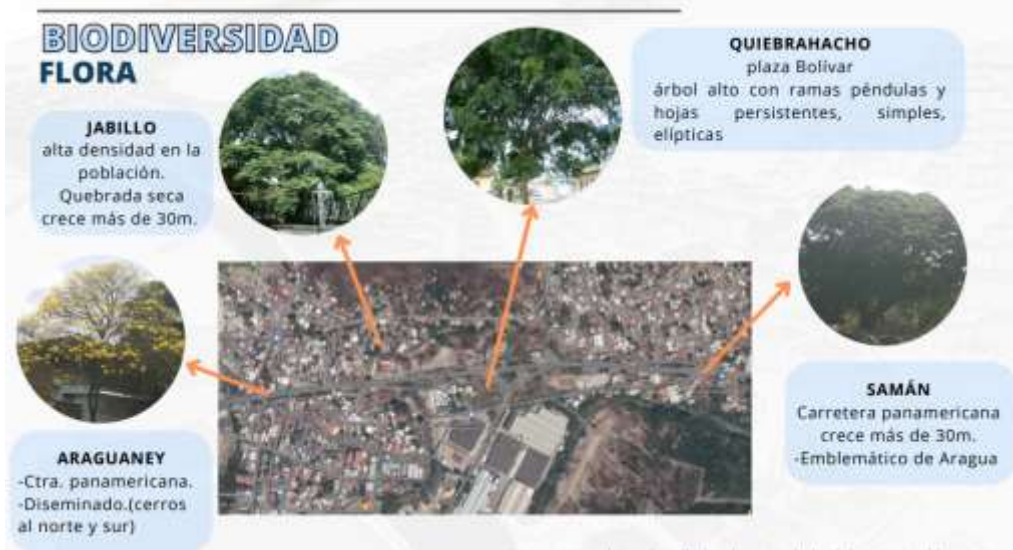 BIODIVERSIDAD
FLORA
JABILLO
alta densidad en la
población.
Quebrada seca
crece más de 30m.
QUIEBRAHACHO
plaza Bolívar
árbol alto con ramas péndulas y
hojas persistentes, simples,
elípticas
ARAGUANEY
-Ctra. panamericana.
-Diseminado.(cerros
al norte y sur)
SAMÁN
Carretera panamericana
crece más de 30m.
-Emblemático de Aragua